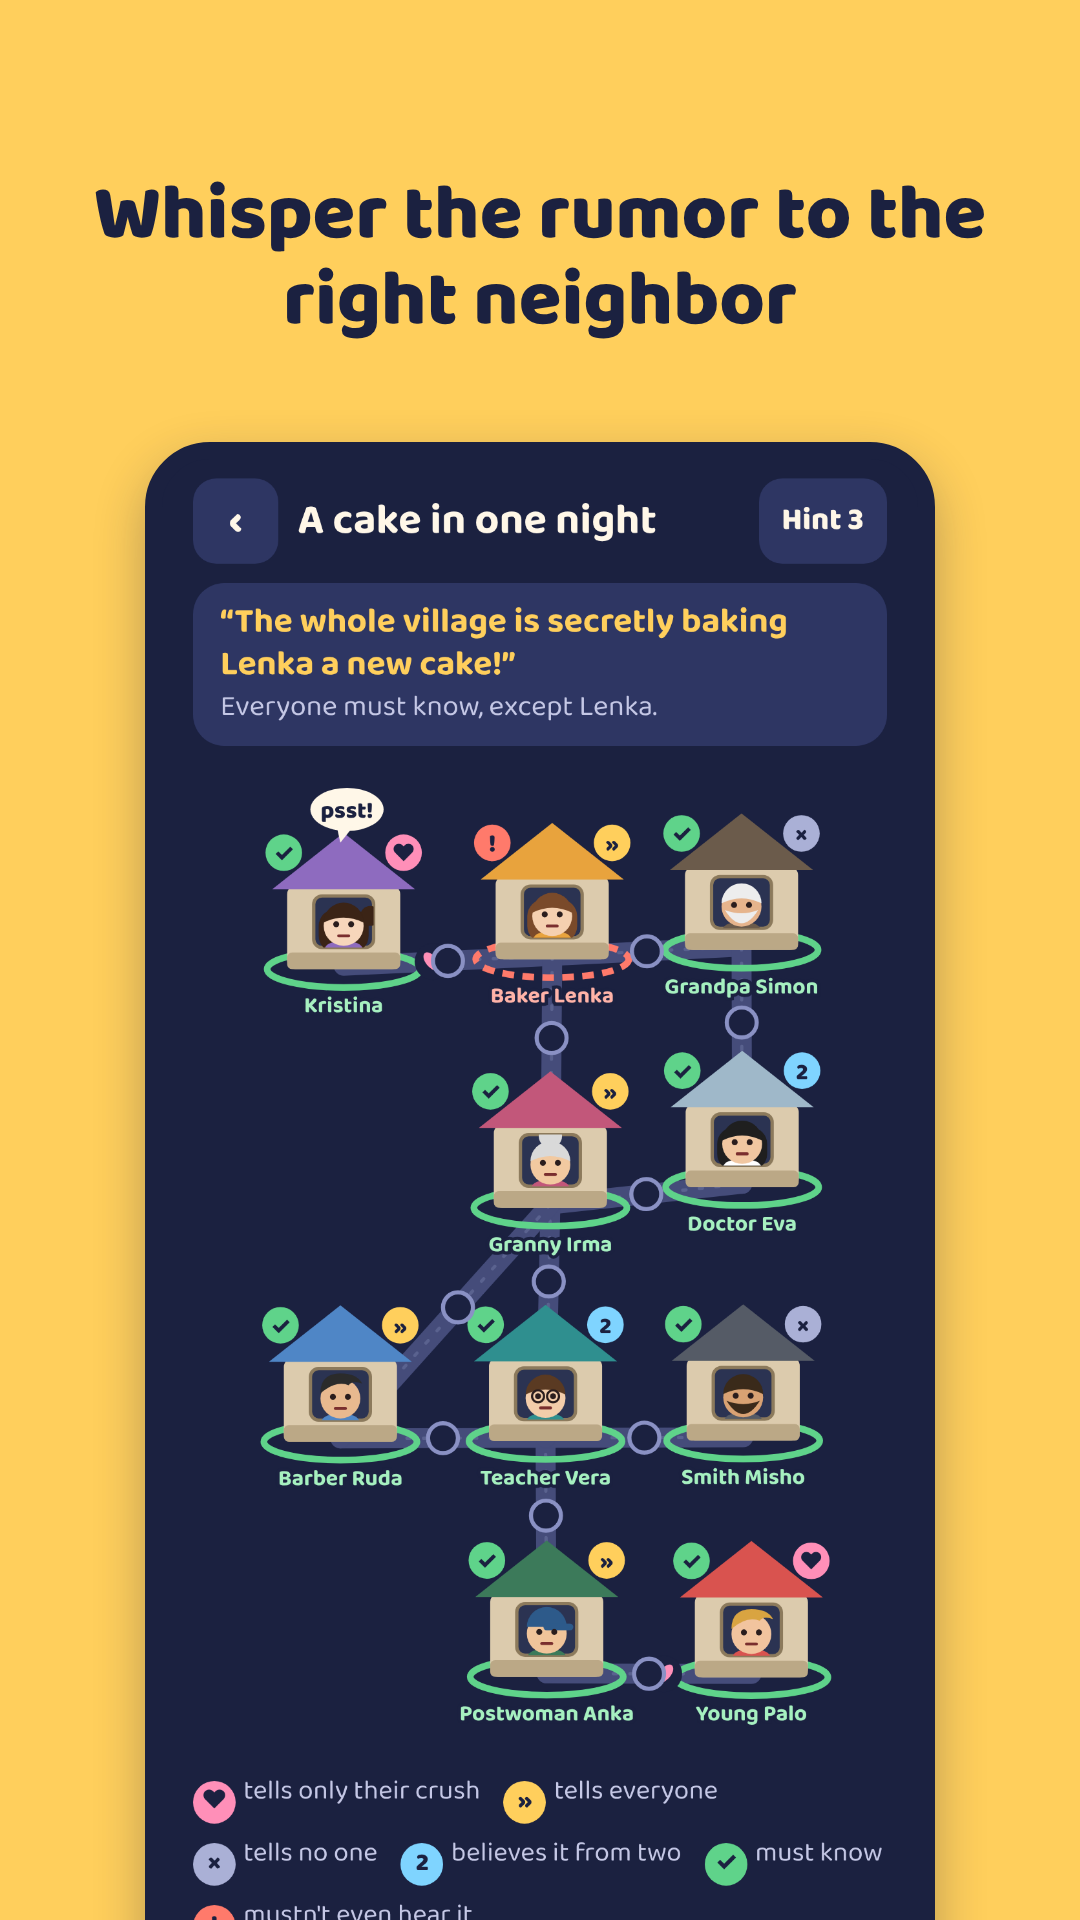 Whisper the rumor to the
right neighbor
‹ A cake in one night Hint 3
“The whole village is secretly baking
Lenka a new cake!”
Everyone must know, except Lenka.
psst!
! »
×
Kristina
Baker Lenka
Grandpa Simon
»
2
Granny Irma
Doctor Eva
»
2
×
Barber Ruda
Teacher Vera
Smith Misho
»
Postwoman Anka
Young Palo
tells only their crush » tells everyone
× tells no one 2 believes it from two must know
! mustn't even hear it